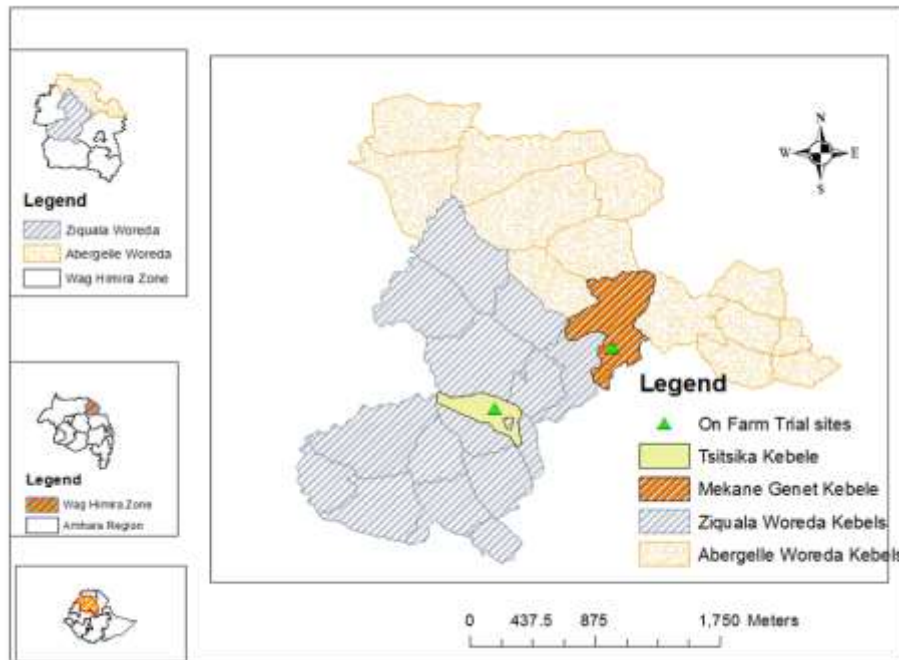 Legend
Ziquala Woreda
Abergelle Woreda
Wag Himira Zone
Legend
Wag Himira Zone
Amhara Region
N
W E
S
Legend
On Farm Trial sites
Tsitsika Kebele
Mekane Genet Kebele
Ziquala Woreda Kebels
Abergelle Woreda Kebels
0 437.5 875 1,750 Meters